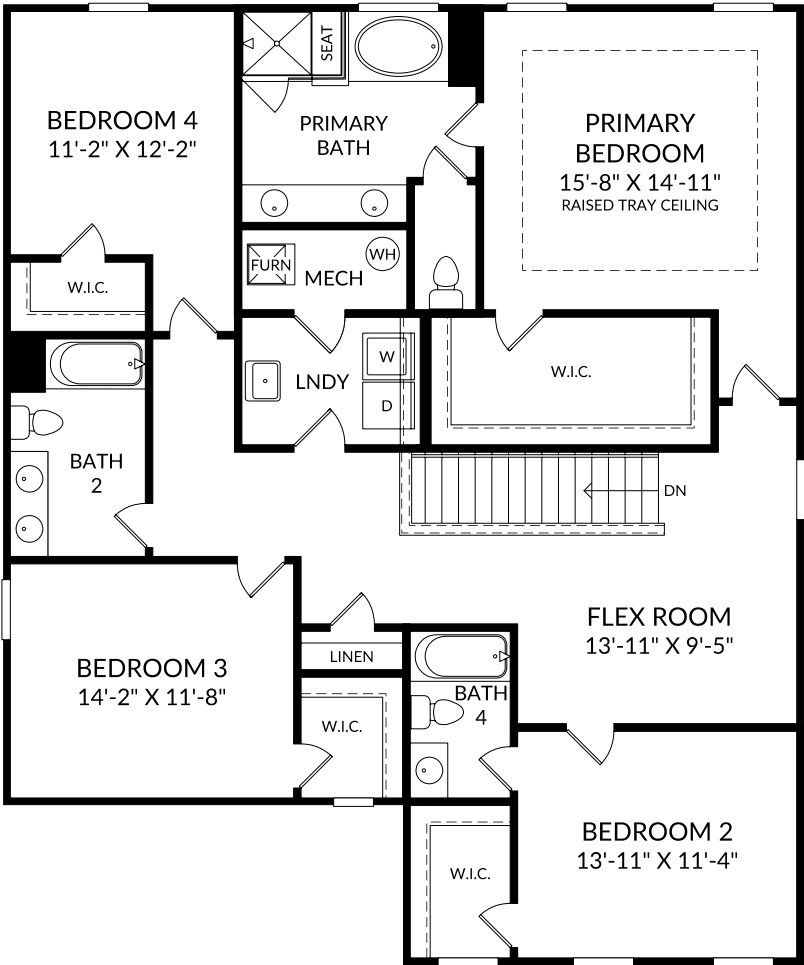 SEAT
BEDROOM 4
11'-2" X 12'-2"
PRIMARY
BATH
PRIMARY
BEDROOM
15'-8" X 14'-11"
RAISED TRAY CEILING
W.I.C.
FURN
MECH
WH
LNDY
W
D
W.I.C.
BATH
2
DN
FLEX ROOM
13'-11" X 9'-5"
BEDROOM 3
14'-2" X 11'-8"
LINEN
W.I.C.
BATH
4
BEDROOM 2
13'-11" X 11'-4"
W.I.C.